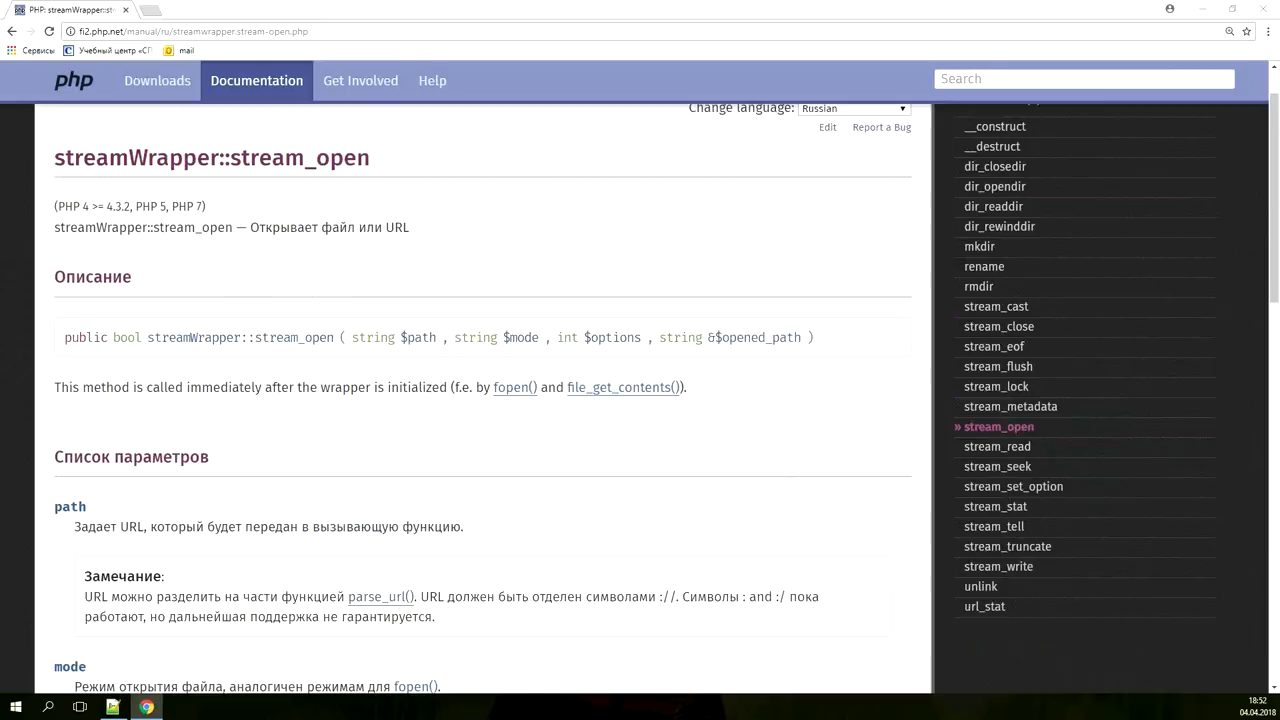 PHP: streamWrapper::st
fi2.php.net/manual/ru/streamwrapper.stream-open.php
Сервисы
Учебный центр «СП
mail
php
Downloads
Documentation
Get Involved
Help
Search
Change language:
Russian
Edit
Report a Bug
streamWrapper::stream_open
(PHP 4 >= 4.3.2, PHP 5, PHP 7)
streamWrapper::stream_open — Открывает файл или URL
Описание
public bool streamWrapper::stream_open ( string $path , string $mode , int $options , string &$opened_path )
This method is called immediately after the wrapper is initialized (f.e. by fopen() and file_get_contents()).
Список параметров
path
Задает URL, который будет передан в вызывающую функцию.
Замечание:
URL можно разделить на части функцией parse_url(). URL должен быть отделен символами ://. Символы : and :/ пока
работают, но дальнейшая поддержка не гарантируется.
mode
Режим открытия файла, аналогичен режимам для fopen().
__construct
__destruct
dir_closedir
dir_opendir
dir_readdir
dir_rewinddir
mkdir
rename
rmdir
stream_cast
stream_close
stream_eof
stream_flush
stream_lock
stream_metadata
» stream_open
stream_read
stream_seek
stream_set_option
stream_stat
stream_tell
stream_truncate
stream_write
unlink
url_stat
18:52
04.04.2018